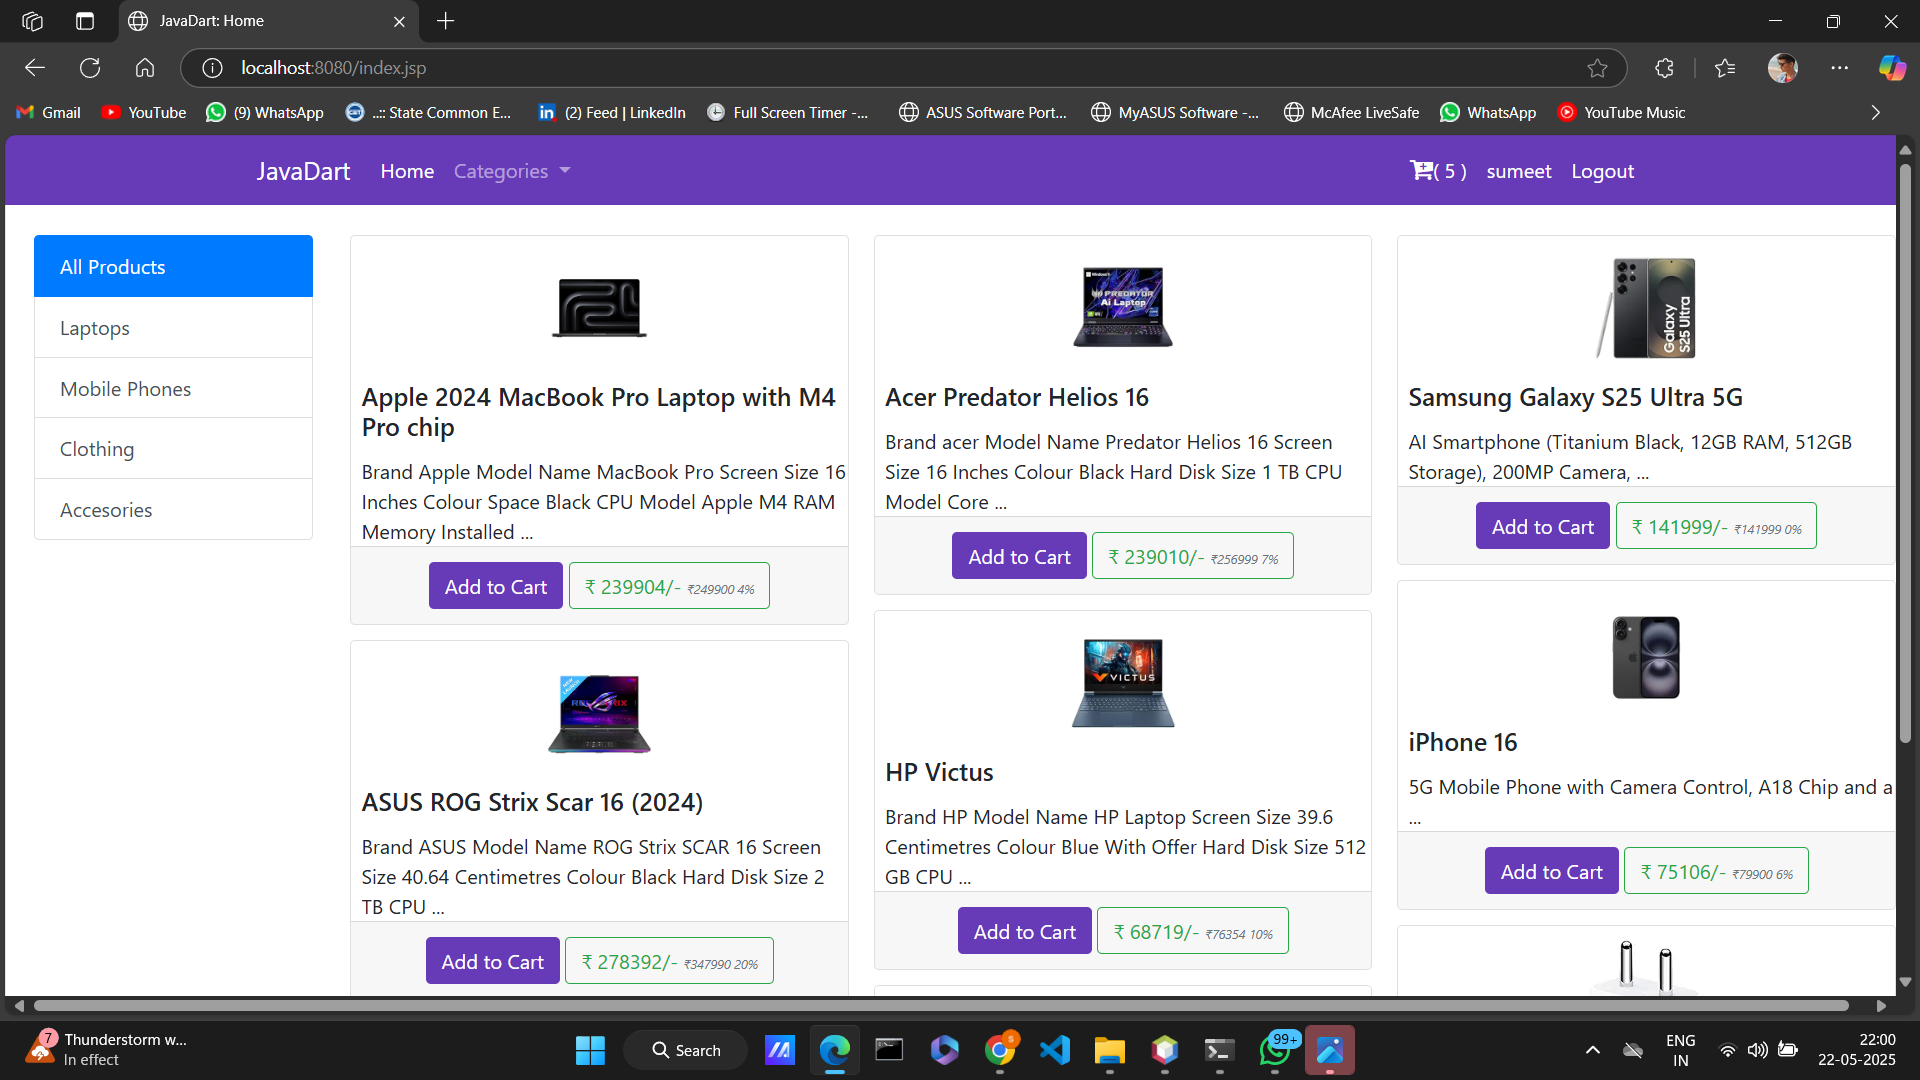 JavaDart: Home
localhost:8080/index.jsp
Gmail
YouTube
(9) WhatsApp
..:: State Common E...
(2) Feed | LinkedIn
Full Screen Timer -...
ASUS Software Port...
MyASUS Software -...
McAfee LiveSafe
WhatsApp
YouTube Music
JavaDart
Home
Categories
( 5 )
sumeet
Logout
All Products
Laptops
Mobile Phones
Clothing
Accesories
Apple 2024 MacBook Pro Laptop with M4
Pro chip
Brand Apple Model Name MacBook Pro Screen Size 16
Inches Colour Space Black CPU Model Apple M4 RAM
Memory Installed ...
Add to Cart
₹ 239904/- ₹249900 4%
ASUS ROG Strix Scar 16 (2024)
Brand ASUS Model Name ROG Strix SCAR 16 Screen
Size 40.64 Centimetres Colour Black Hard Disk Size 2
TB CPU ...
Add to Cart
₹ 278392/- ₹347990 20%
PREDATOR
Ai Laptop
Acer Predator Helios 16
Brand acer Model Name Predator Helios 16 Screen
Size 16 Inches Colour Black Hard Disk Size 1 TB CPU
Model Core ...
Add to Cart
₹ 239010/- ₹256999 7%
VICTUS
HP Victus
Brand HP Model Name HP Laptop Screen Size 39.6
Centimetres Colour Blue With Offer Hard Disk Size 512
GB CPU ...
Add to Cart
₹ 68719/- ₹76354 10%
Galaxy
S25 Ultra
Samsung Galaxy S25 Ultra 5G
AI Smartphone (Titanium Black, 12GB RAM, 512GB
Storage), 200MP Camera, ...
Add to Cart
₹ 141999/- ₹141999 0%
iPhone 16
5G Mobile Phone with Camera Control, A18 Chip and a
...
Add to Cart
₹ 75106/- ₹79900 6%
7
Thunderstorm w...
In effect
Search
5
99+
ENG
IN
22:00
22-05-2025